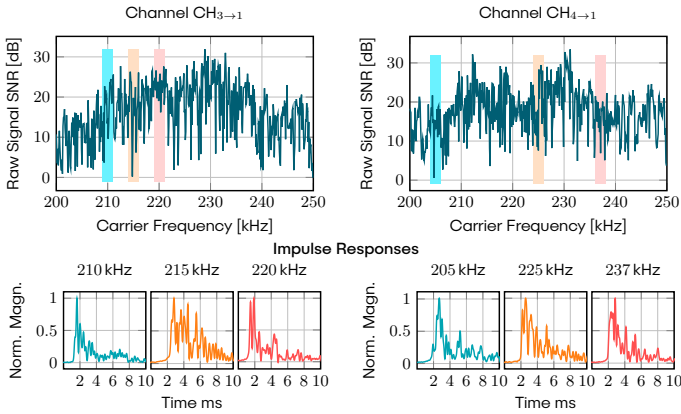 Channel CH3→1 Channel CH4→1
Raw Signal SNR [dB]
30
20
10
0
200 210 220 230 240 250
Carrier Frequency [kHz]
Raw Signal SNR [dB]
30
20
10
0
200 210 220 230 240 250
Carrier Frequency [kHz]
Impulse Responses
210 kHz 215 kHz 220 kHz 205 kHz 225 kHz 237 kHz
Norm. Magn.
1
0.5
0
2 4 6 8 10 2 4 6 8 10 2 4 6 8 10
Time ms
Norm. Magn.
1
0.5
0
2 4 6 8 10 2 4 6 8 10 2 4 6 8 10
Time ms